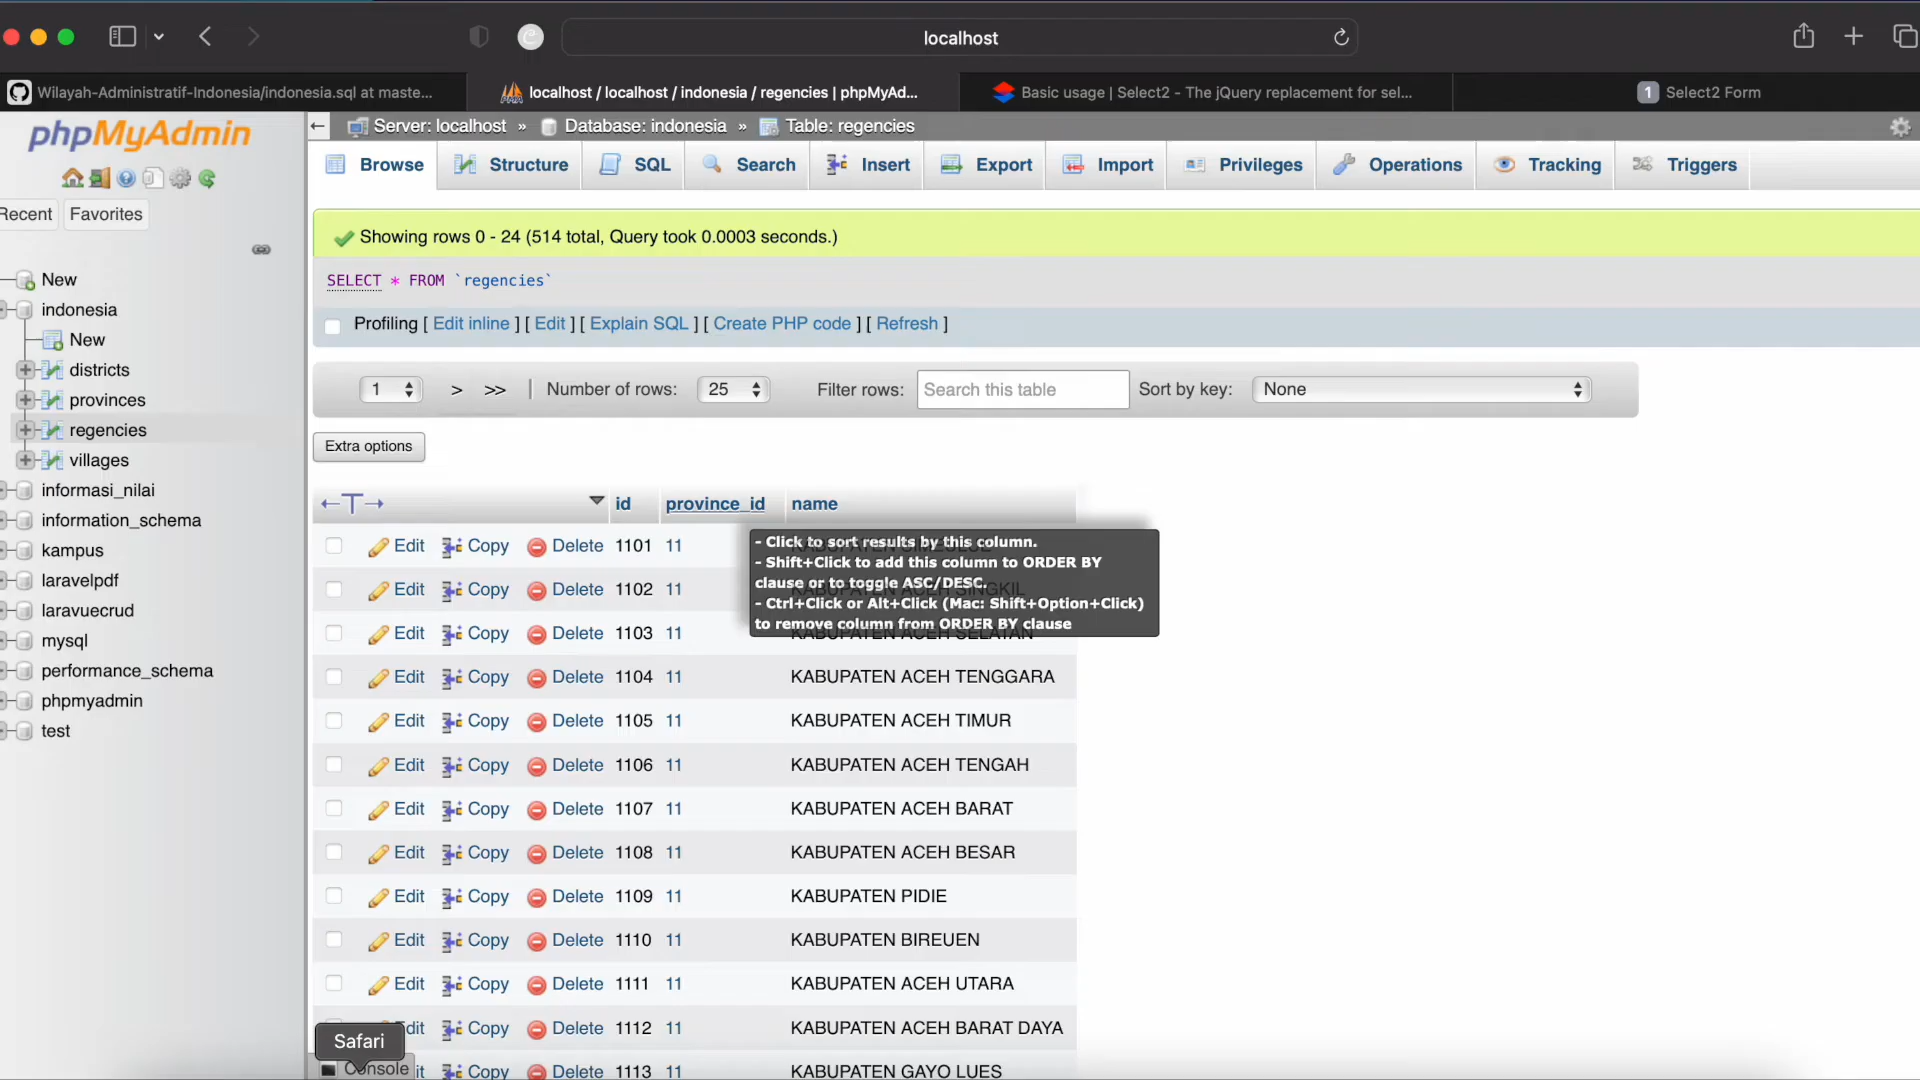 localhost
Wilayah-Administratif-Indonesia/indonesia.sql at maste...
localhost / localhost / indonesia / regencies | phpMyAd...
Basic usage | Select2 - The jQuery replacement for sel...
1 Select2 Form
phpMyAdmin
Recent Favorites
New
indonesia
New
districts
provinces
regencies
villages
informasi_nilai
information_schema
kampus
laravelpdf
laravuecrud
mysql
performance_schema
phpmyadmin
test
Server: localhost » Database: indonesia » Table: regencies
Browse Structure SQL Search Insert Export Import Privileges Operations Tracking Triggers
Showing rows 0 - 24 (514 total, Query took 0.0003 seconds.)
SELECT * FROM `regencies`
Profiling [ Edit inline ] [ Edit ] [ Explain SQL ] [ Create PHP code ] [ Refresh ]
1 > >> | Number of rows: 25 Filter rows: Search this table Sort by key: None
Extra options
←T→ id province_id name
- Click to sort results by this column.
- Shift+Click to add this column to ORDER BY
clause or to toggle ASC/DESC.
- Ctrl+Click or Alt+Click (Mac: Shift+Option+Click)
to remove column from ORDER BY clause
Edit Copy Delete 1101 11
Edit Copy Delete 1102 11 SINGKIL
Edit Copy Delete 1103 11 KABUPATEN ACEH SELATAN
Edit Copy Delete 1104 11 KABUPATEN ACEH TENGGARA
Edit Copy Delete 1105 11 KABUPATEN ACEH TIMUR
Edit Copy Delete 1106 11 KABUPATEN ACEH TENGAH
Edit Copy Delete 1107 11 KABUPATEN ACEH BARAT
Edit Copy Delete 1108 11 KABUPATEN ACEH BESAR
Edit Copy Delete 1109 11 KABUPATEN PIDIE
Edit Copy Delete 1110 11 KABUPATEN BIREUEN
Edit Copy Delete 1111 11 KABUPATEN ACEH UTARA
dit Copy Delete 1112 11 KABUPATEN ACEH BARAT DAYA
it Copy Delete 1113 11 KABUPATEN GAYO LUES
Safari
Console